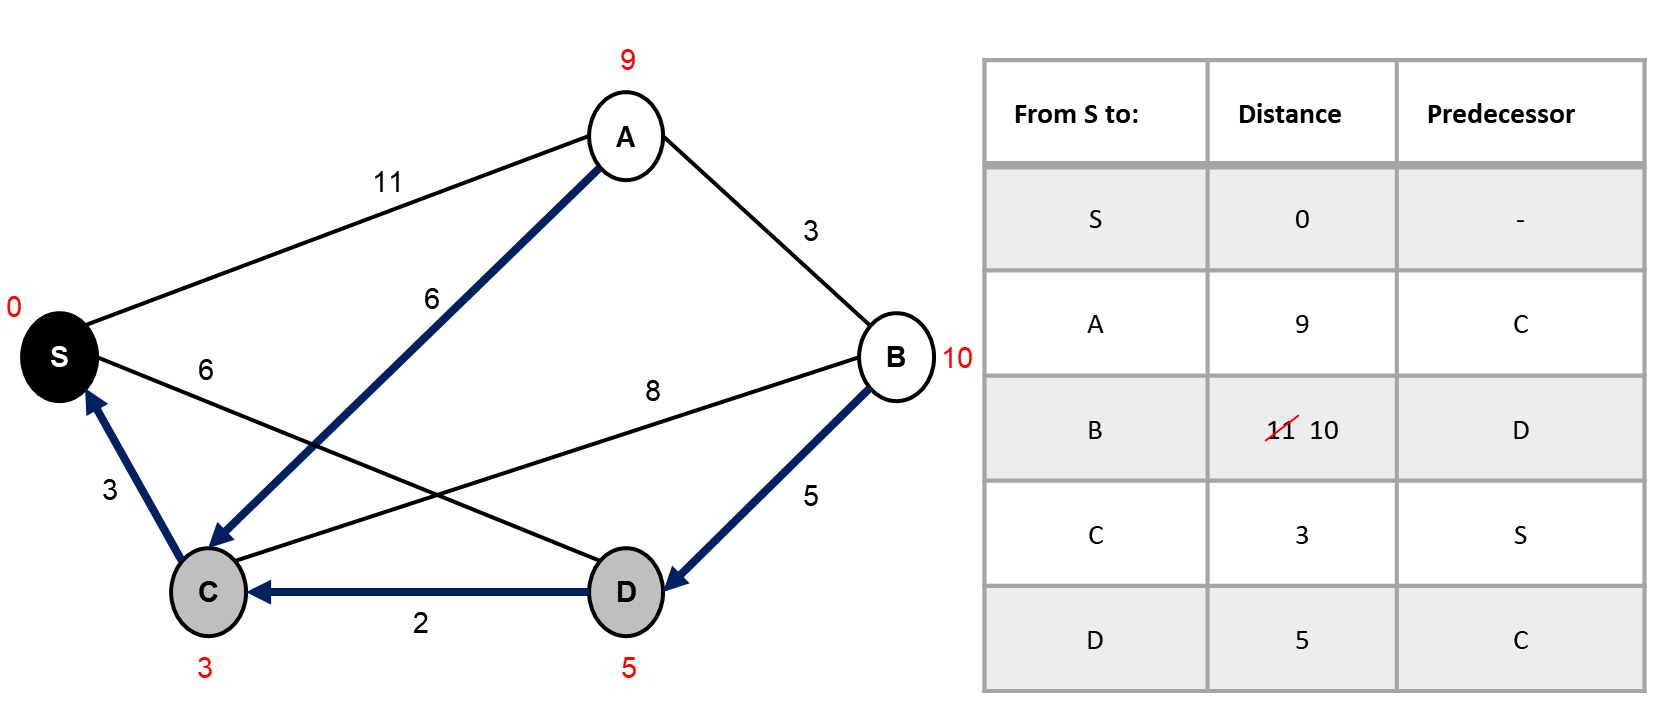 9
A
11
3
6
0
S
6
8
B
10
3
5
C
D
2
3
5
From S to: Distance Predecessor
S 0 -
A 9 C
B 11 10 D
C 3 S
D 5 C